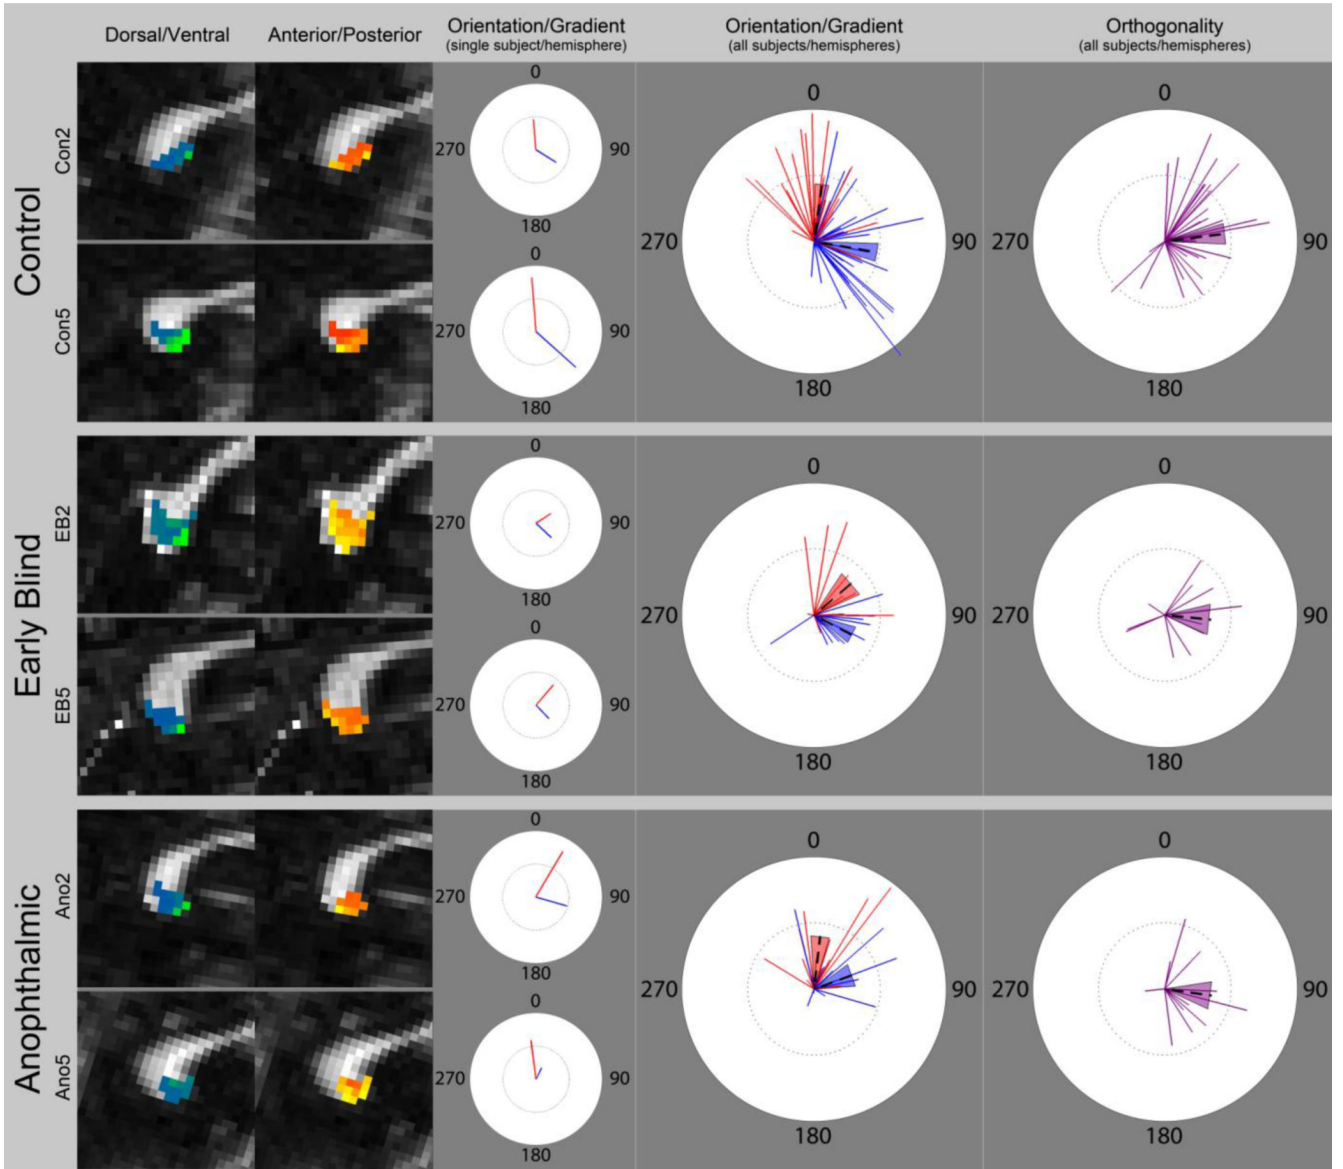 Dorsal/Ventral
Anterior/Posterior
Orientation/Gradient
(single subject/hemisphere)
Orientation/Gradient
(all subjects/hemispheres)
Orthogonality
(all subjects/hemispheres)
Control
Con2
0
270
90
180
Con5
0
270
90
180
0
270
90
180
0
270
90
180
Early Blind
EB2
0
270
90
180
EB5
0
270
90
180
0
270
90
180
0
270
90
180
Anophthalmic
Ano2
0
270
90
180
Ano5
0
270
90
180
0
270
90
180
0
270
90
180